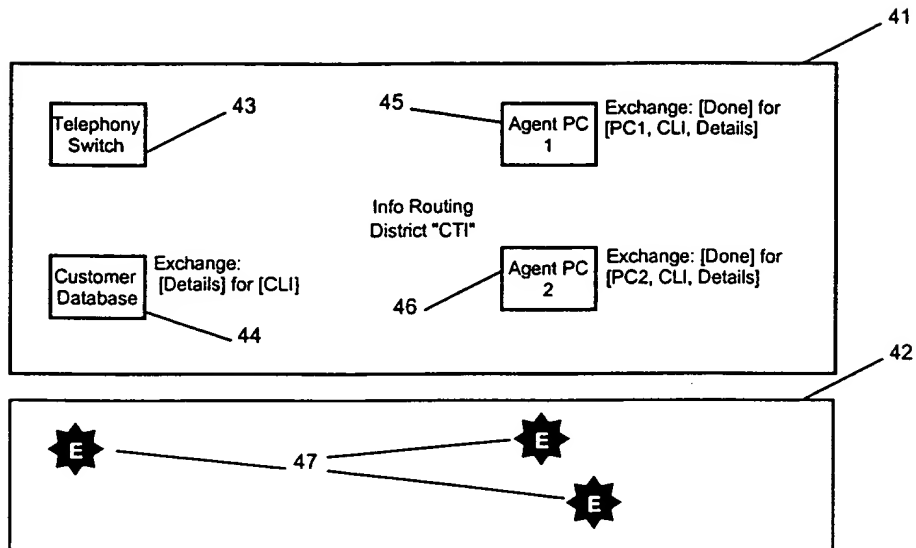 41
Telephony
Switch
43
45
Agent PC
1
Exchange: [Done] for
[PC1, CLI, Details]
Info Routing
District "CTI"
Customer
Database
Exchange:
[Details] for [CLI]
44
46
Agent PC
2
Exchange: [Done] for
[PC2, CLI, Details]
42
E
47
E
E